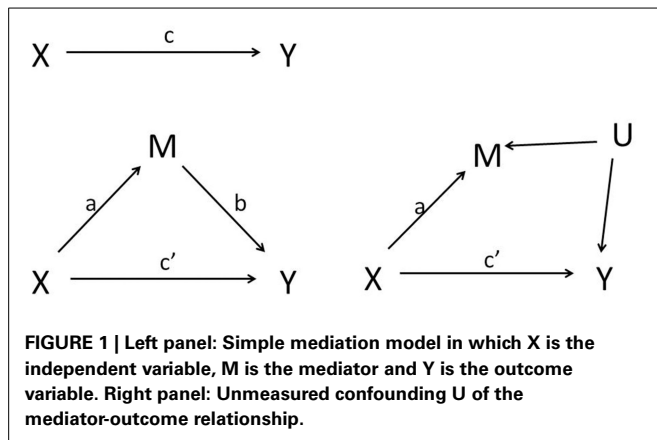 c
X Y
M
a b
c'
X Y
U
M
a
c'
X Y
FIGURE 1 | Left panel: Simple mediation model in which X is the
independent variable, M is the mediator and Y is the outcome
variable. Right panel: Unmeasured confounding U of the
mediator-outcome relationship.